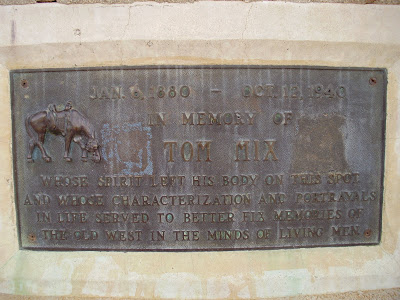 JAN. 6, 1880 - OCT. 12, 1940
IN MEMORY OF
TOM MIX
WHOSE SPIRIT LEFT HIS BODY ON THIS SPOT
AND WHOSE CHARACTERIZATION AND PORTRAYALS
IN LIFE SERVED TO BETTER FIX MEMORIES OF
THE OLD WEST IN THE MINDS OF LIVING MEN.